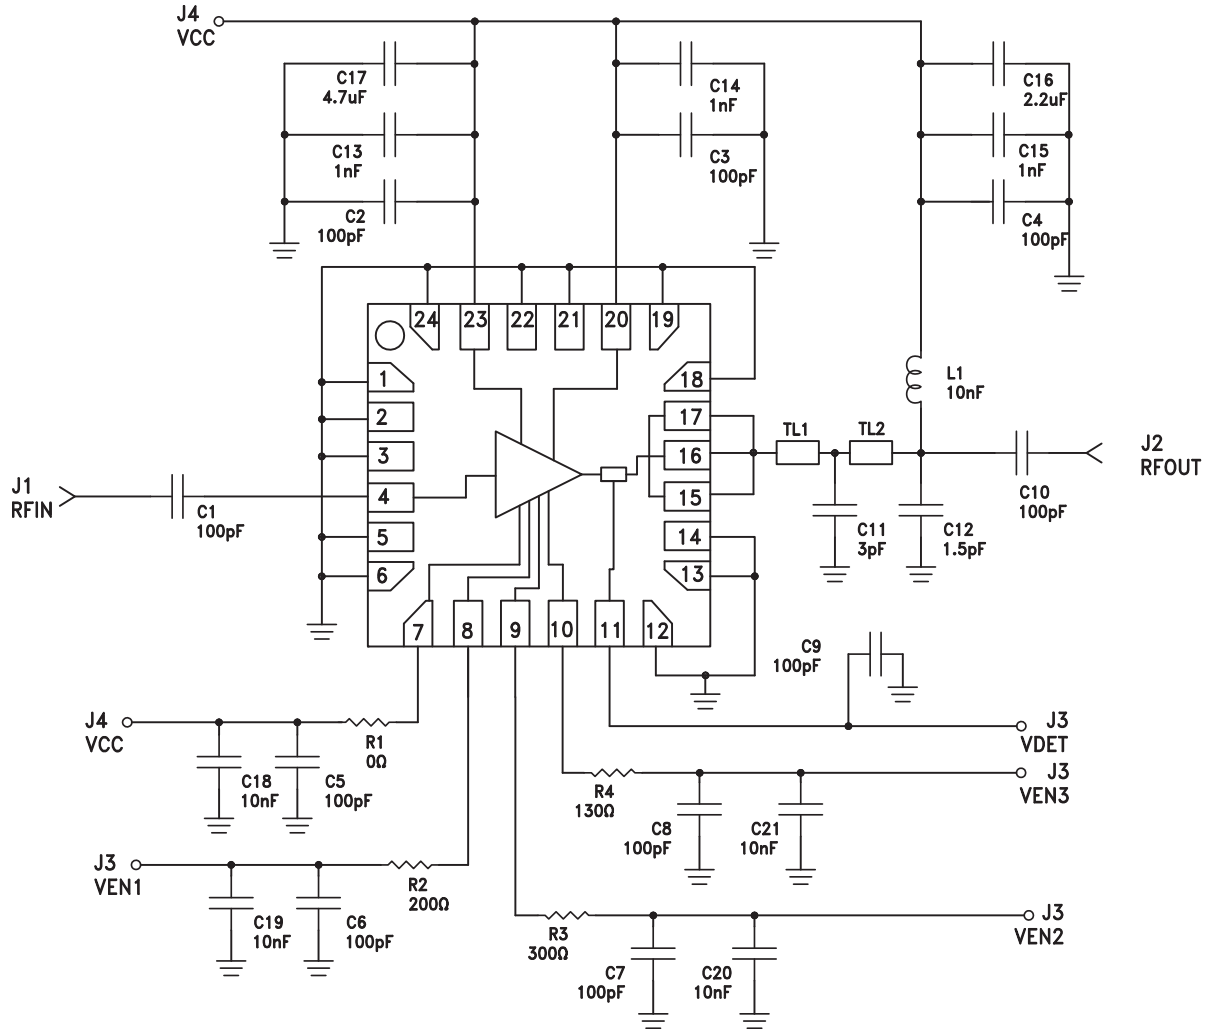 J4
VCC
C17
4.7uF
C13
1nF
C2
100pF
C14
1nF
C3
100pF
C16
2.2uF
C15
1nF
C4
100pF
24
23
22
21
20
19
1
2
3
4
5
6
18
17
16
15
14
13
7
8
9
10
11
12
J1
RFIN
C1
100pF
L1
10nF
TL1
TL2
J2
RFOUT
C10
100pF
C11
3pF
C12
1.5pF
C9
100pF
J4
VCC
R1
0Ω
C18
10nF
C5
100pF
J3
VDET
J3
VEN3
R4
130Ω
C8
100pF
C21
10nF
J3
VEN1
R2
200Ω
C19
10nF
C6
100pF
J3
VEN2
R3
300Ω
C7
100pF
C20
10nF